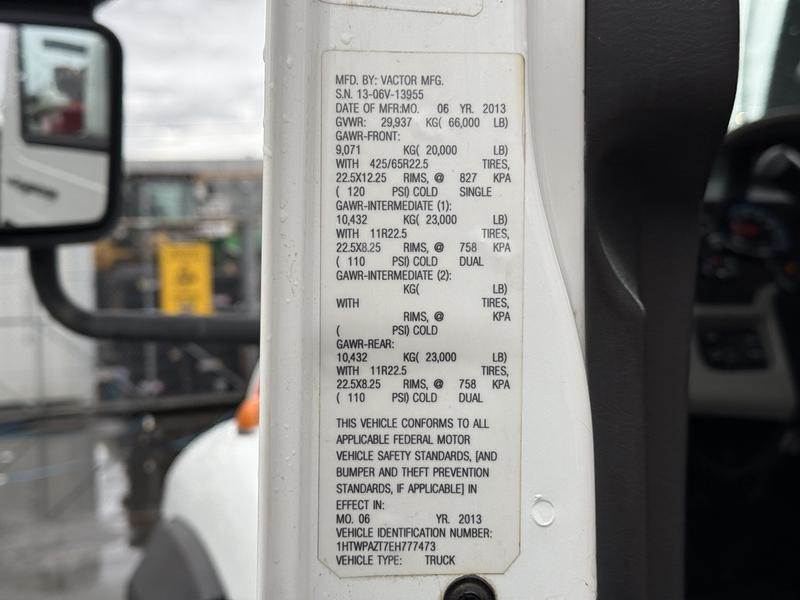 MFD. BY: VACTOR MFG.
S.N. 13-06V-13955
DATE OF MFR:MO. 06 YR. 2013
GVWR: 29,937 KG( 66,000 LB)
GAWR-FRONT:
9,071 KG( 20,000 LB)
WITH 425/65R22.5 TIRES,
22.5X12.25 RIMS, @ 827 KPA
( 120 PSI) COLD SINGLE
GAWR-INTERMEDIATE (1):
10,432 KG( 23,000 LB)
WITH 11R22.5 TIRES,
22.5X8.25 RIMS, @ 758 KPA
( 110 PSI) COLD DUAL
GAWR-INTERMEDIATE (2):
KG( LB)
WITH TIRES,
RIMS, @ KPA
( PSI) COLD
GAWR-REAR:
10,432 KG( 23,000 LB)
WITH 11R22.5 TIRES,
22.5X8.25 RIMS, @ 758 KPA
( 110 PSI) COLD DUAL
THIS VEHICLE CONFORMS TO ALL
APPLICABLE FEDERAL MOTOR
VEHICLE SAFETY STANDARDS, [AND
BUMPER AND THEFT PREVENTION
STANDARDS, IF APPLICABLE] IN
EFFECT IN:
MO. 06 YR. 2013
VEHICLE IDENTIFICATION NUMBER:
1HTWPAZT7EH777473
VEHICLE TYPE: TRUCK